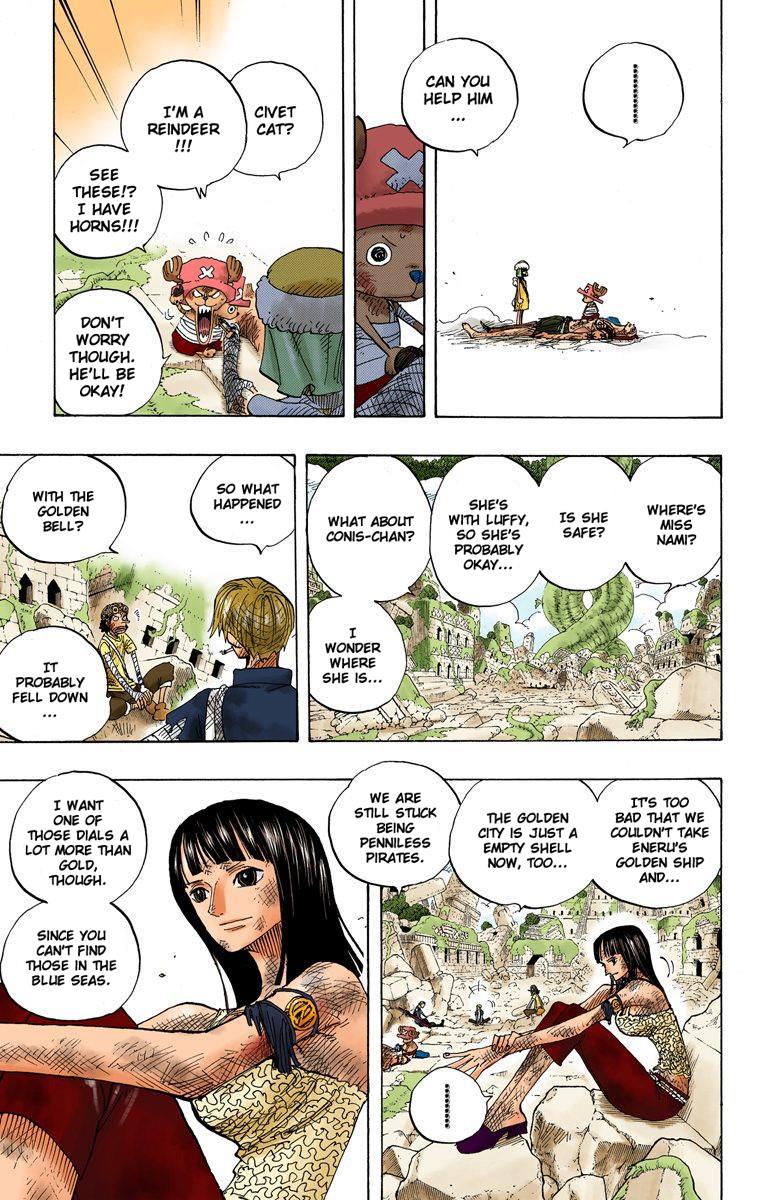 ..........
CAN YOU
HELP HIM
...
CIVET
CAT?
I'M A
REINDEER
!!!
SEE
THESE!?
I HAVE
HORNS!!!
DON'T
WORRY
THOUGH.
HE'LL BE
OKAY!
WHERE'S
MISS
NAMI?
IS SHE
SAFE?
SHE'S
WITH LUFFY,
SO SHE'S
PROBABLY
OKAY...
WHAT ABOUT
CONIS-CHAN?
I
WONDER
WHERE
SHE IS...
SO WHAT
HAPPENED
...
WITH THE
GOLDEN
BELL?
IT
PROBABLY
FELL DOWN
...
IT'S TOO
BAD THAT WE
COULDN'T TAKE
ENERU'S
GOLDEN SHIP
AND...
THE GOLDEN
CITY IS JUST A
EMPTY SHELL
NOW, TOO...
WE ARE
STILL STUCK
BEING
PENNILESS
PIRATES.
..........
I WANT
ONE OF
THOSE DIALS A
LOT MORE THAN
GOLD,
THOUGH.
SINCE YOU
CAN'T FIND
THOSE IN THE
BLUE SEAS.